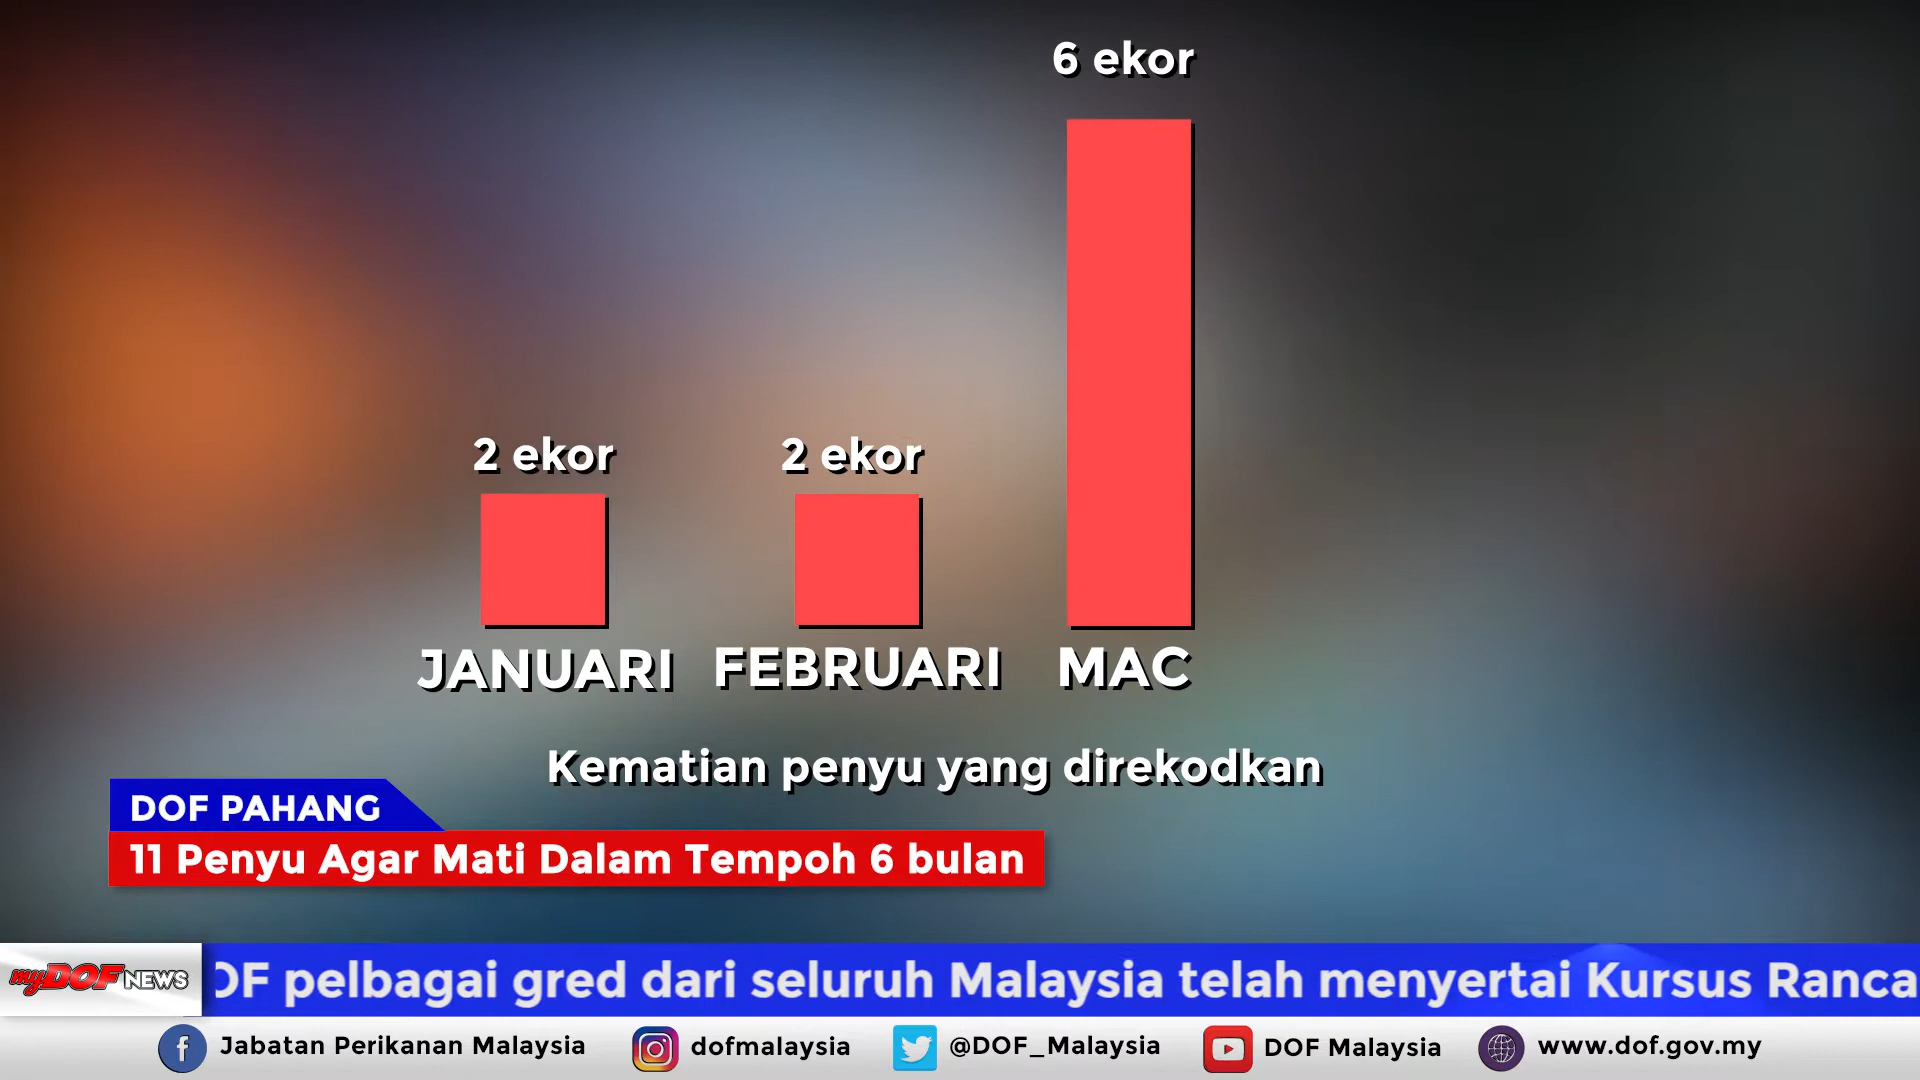 6 ekor
2 ekor
2 ekor
JANUARI
FEBRUARI
MAC
Kematian penyu yang direkodkan
DOF PAHANG
11 Penyu Agar Mati Dalam Tempoh 6 bulan
myDOF NEWS
OF pelbagai gred dari seluruh Malaysia telah menyertai Kursus Ranca
Jabatan Perikanan Malaysia
dofmalaysia
@DOF_Malaysia
DOF Malaysia
www.dof.gov.my